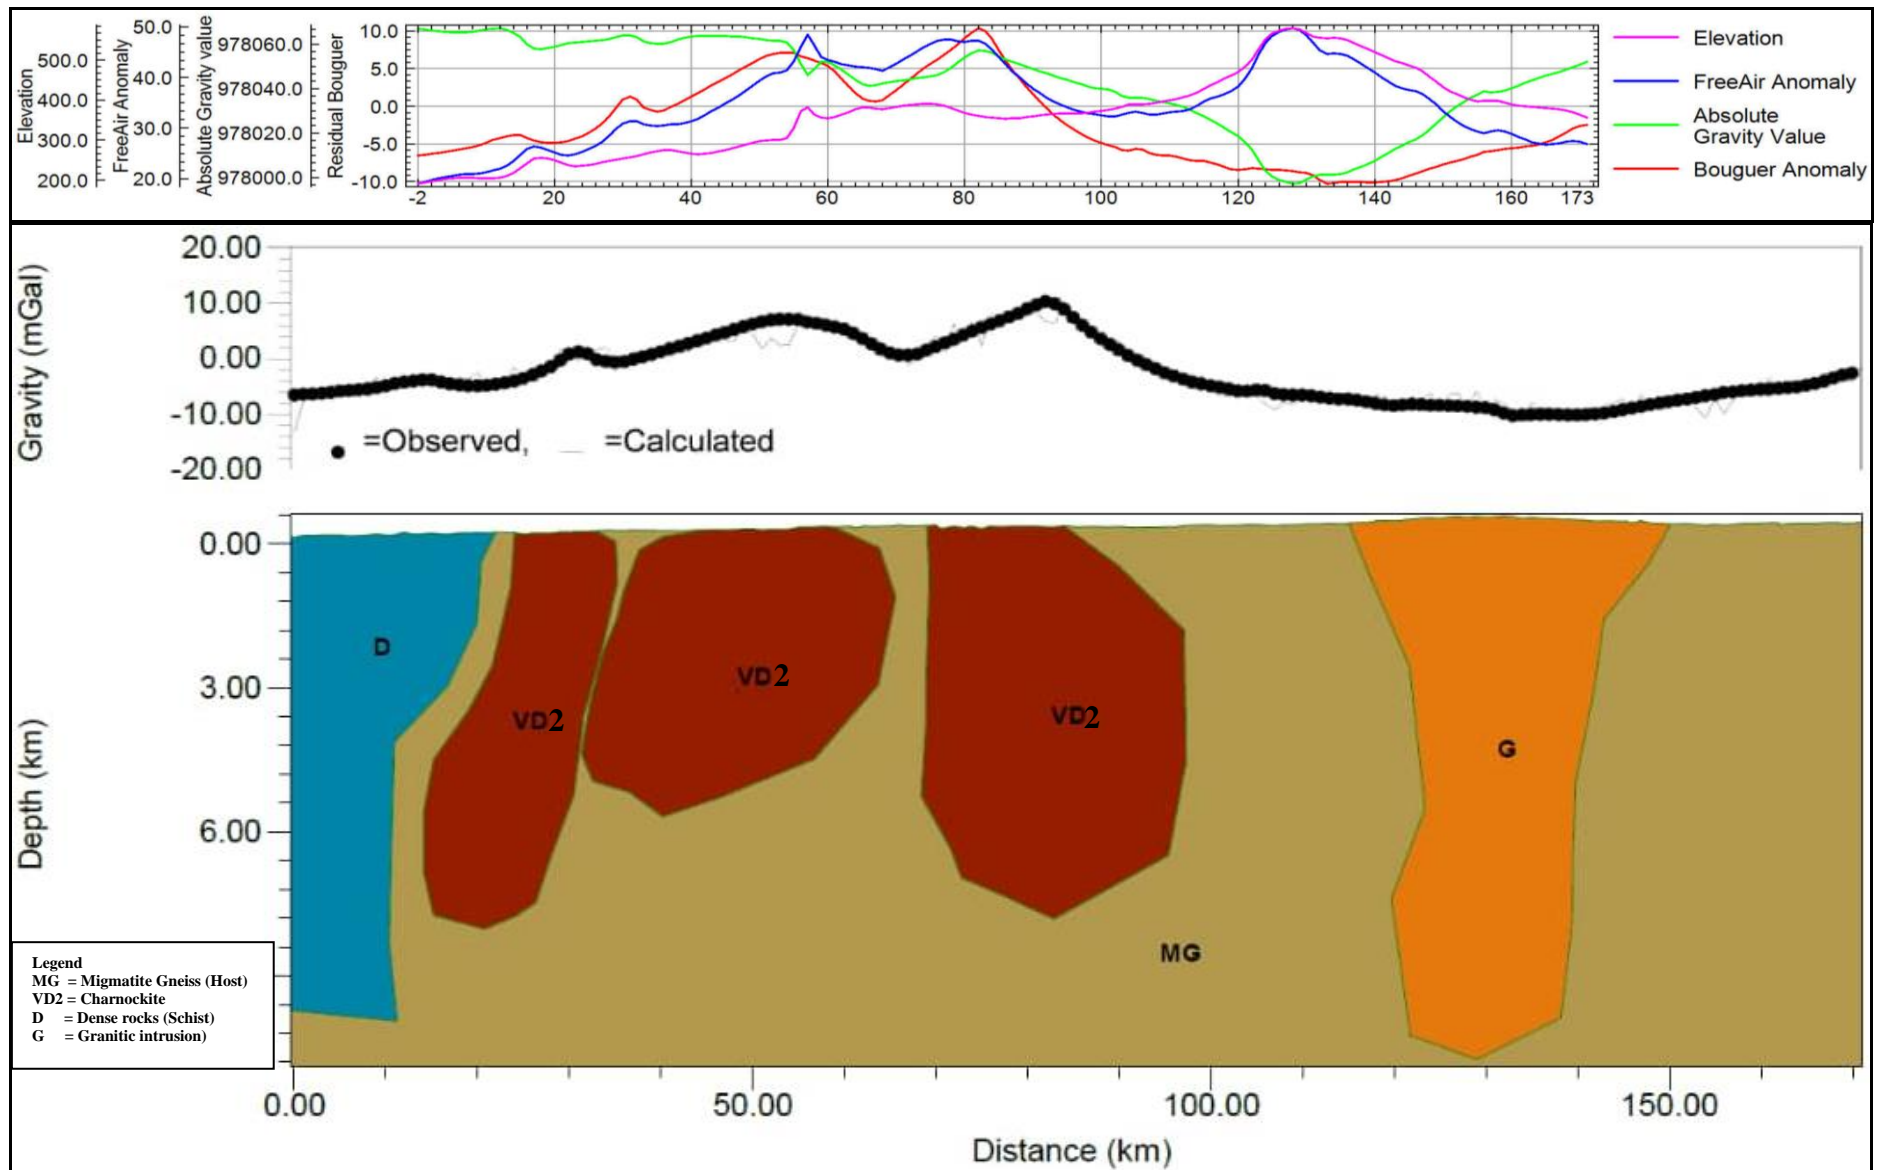 Elevation
500.0
400.0
300.0
200.0
FreeAir Anomaly
50.0
40.0
30.0
20.0
Absolute Gravity value
978060.0
978040.0
978020.0
978000.0
Residual Bouguer
10.0
5.0
0.0
-5.0
-10.0
-2 20 40 60 80 100 120 140 160 173
Elevation
FreeAir Anomaly
Absolute
Gravity Value
Bouguer Anomaly
Gravity (mGal)
20.00
10.00
0.00
-10.00
-20.00
=Observed, =Calculated
Depth (km)
0.00
3.00
6.00
D
VD2
VD2
VD2
G
MG
Legend
MG = Migmatite Gneiss (Host)
VD2 = Charnockite
D = Dense rocks (Schist)
G = Granitic intrusion)
0.00 50.00 100.00 150.00
Distance (km)